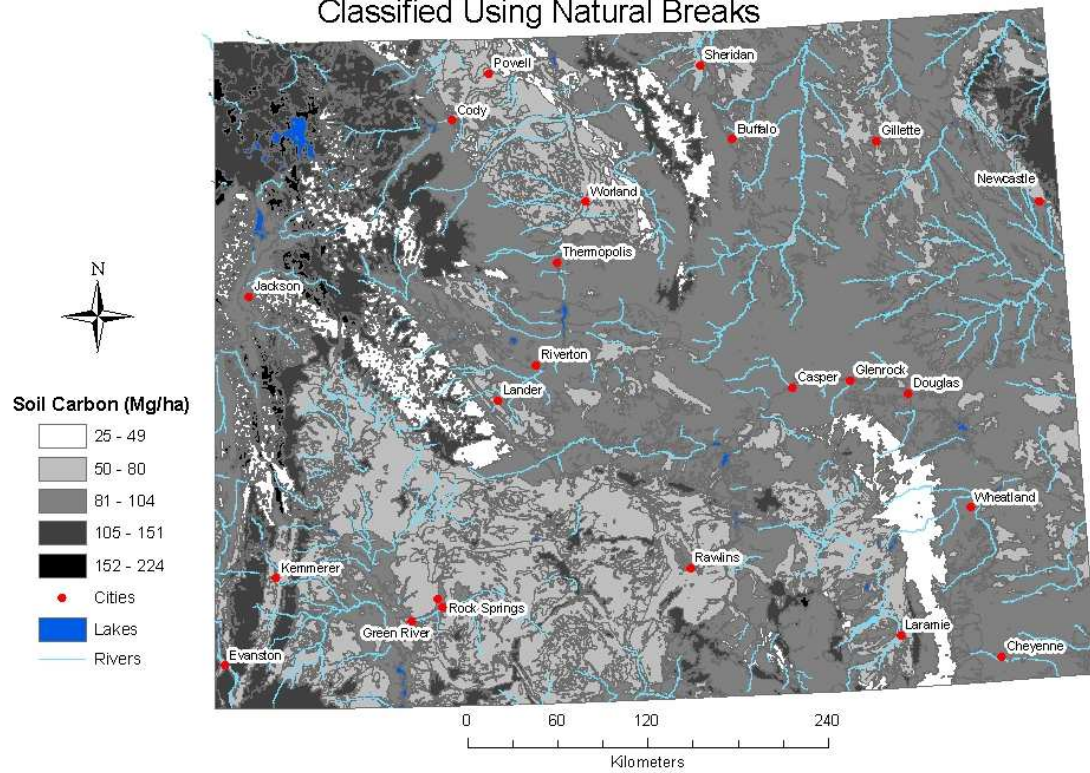 Classified Using Natural Breaks
Powell
Sheridan
Cody
Buffalo
Gillette
Newcastle
Worland
Thermopolis
N
Jackson
Riverton
Lander
Casper
Glenrock
Douglas
Soil Carbon (Mg/ha)
25 - 49
50 - 80
81 - 104
105 - 151
152 - 224
Cities
Lakes
Rivers
Wheatland
Kemmerer
Rawlins
Rock Springs
Green River
Laramie
Evanston
Cheyenne
0 60 120 240
Kilometers